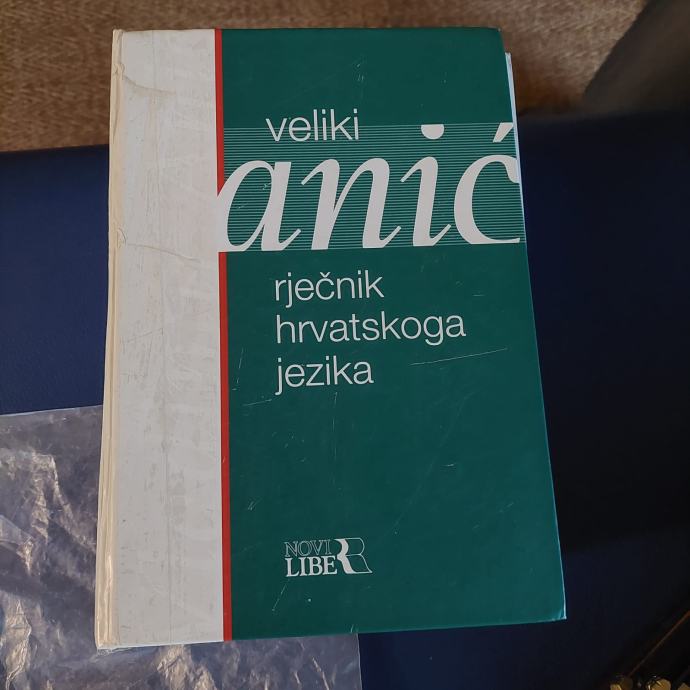 veliki
anić
rječnik
hrvatskoga
jezika
NOVI
LIBER